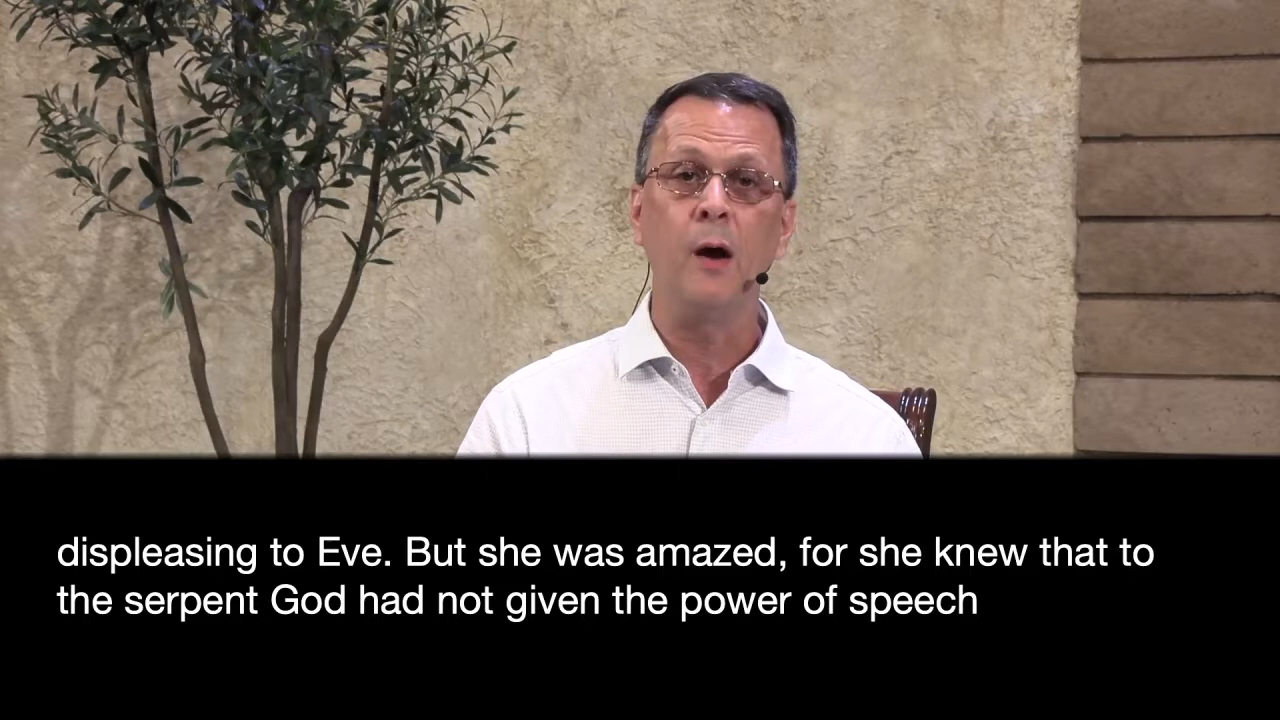 displeasing to Eve. But she was amazed, for she knew that to
the serpent God had not given the power of speech